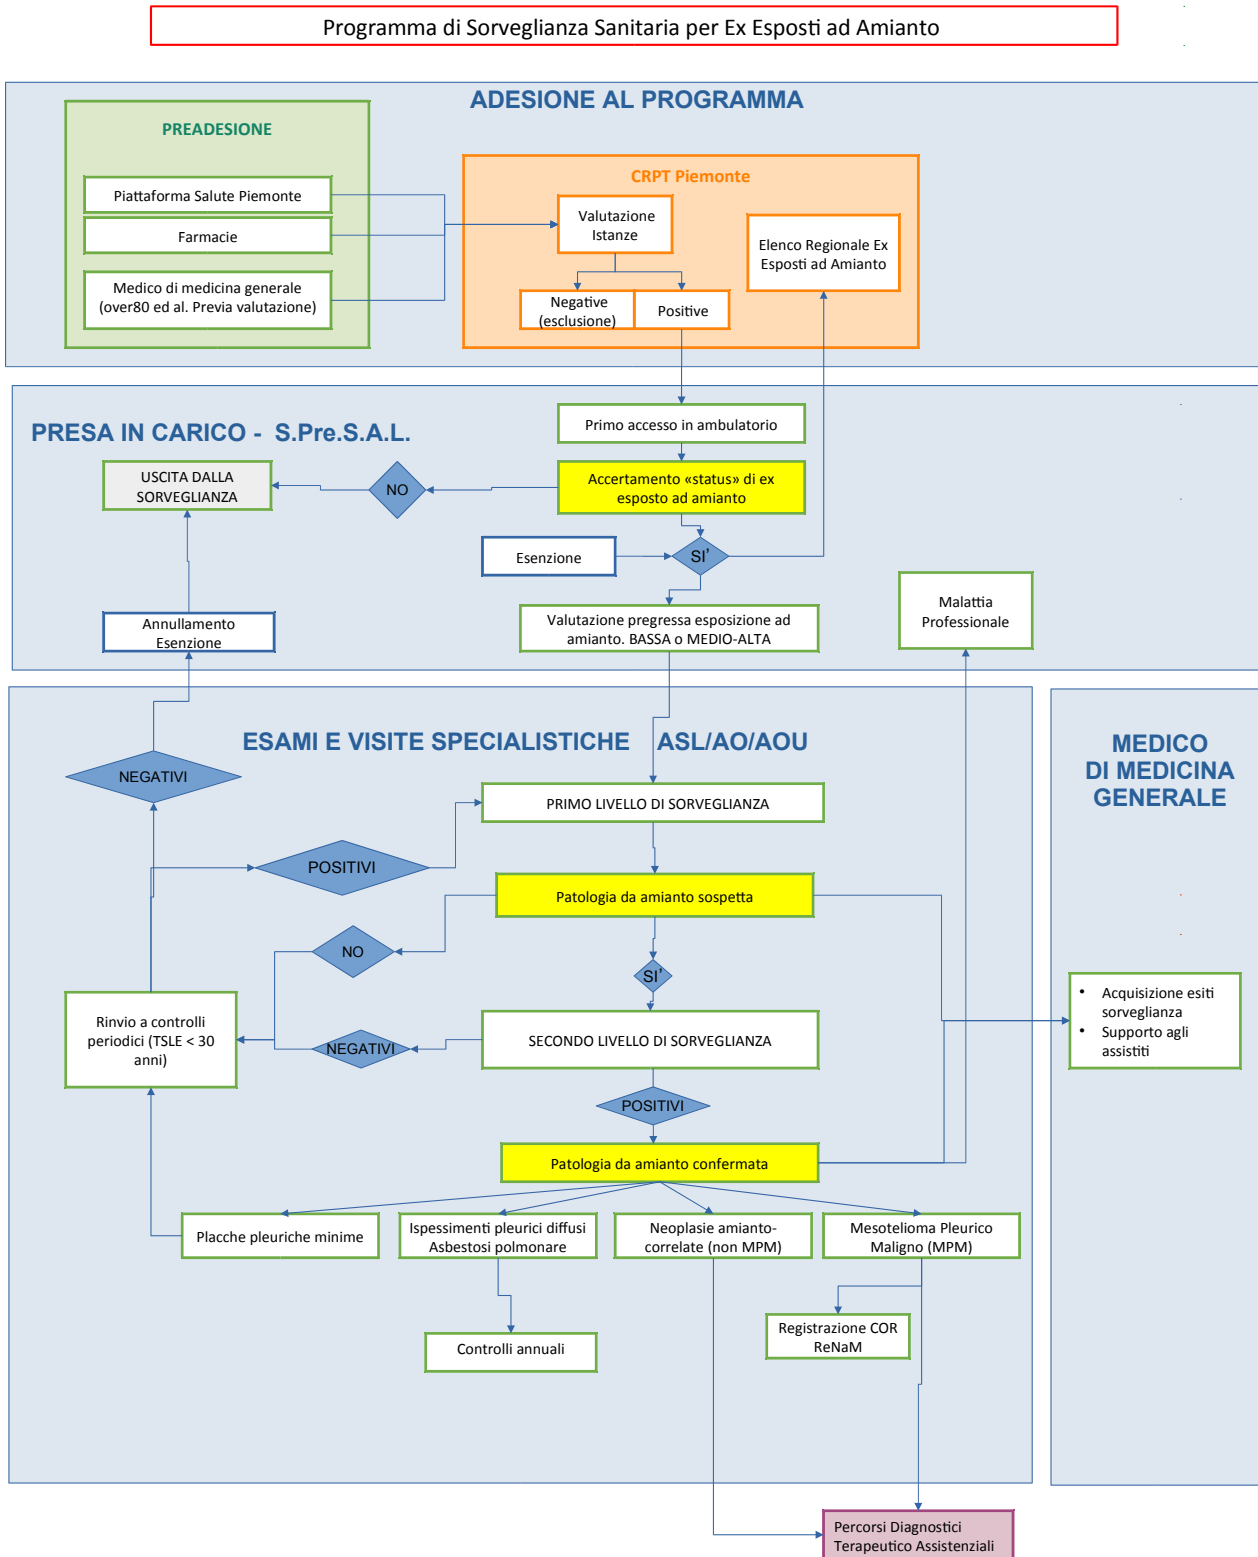 Programma di Sorveglianza Sanitaria per Ex Esposti ad Amianto
ADESIONE AL PROGRAMMA
PREADESIONE
Piattaforma Salute Piemonte
Farmacie
Medico di medicina generale
(over80 ed al. Previa valutazione)
CRPT Piemonte
Valutazione
Istanze
Elenco Regionale Ex
Esposti ad Amianto
Negative
(esclusione)
Positive
PRESA IN CARICO - S.Pre.S.A.L.
Primo accesso in ambulatorio
USCITA DALLA
SORVEGLIANZA
NO
Accertamento «status» di ex
esposto ad amianto
Esenzione
SI'
Annullamento
Esenzione
Valutazione pregressa esposizione ad
amianto. BASSA o MEDIO-ALTA
Malattia
Professionale
ESAMI E VISITE SPECIALISTICHE ASL/AO/AOU
NEGATIVI
PRIMO LIVELLO DI SORVEGLIANZA
POSITIVI
Patologia da amianto sospetta
NO
SI'
Rinvio a controlli
periodici (TSLE < 30
anni)
NEGATIVI
SECONDO LIVELLO DI SORVEGLIANZA
POSITIVI
Patologia da amianto confermata
Placche pleuriche minime
Ispessimenti pleurici diffusi
Asbestosi polmonare
Neoplasie amianto-
correlate (non MPM)
Mesotelioma Pleurico
Maligno (MPM)
Controlli annuali
Registrazione COR
ReNaM
MEDICO
DI MEDICINA
GENERALE
• Acquisizione esiti
sorveglianza
• Supporto agli
assistiti
Percorsi Diagnostici
Terapeutico Assistenziali